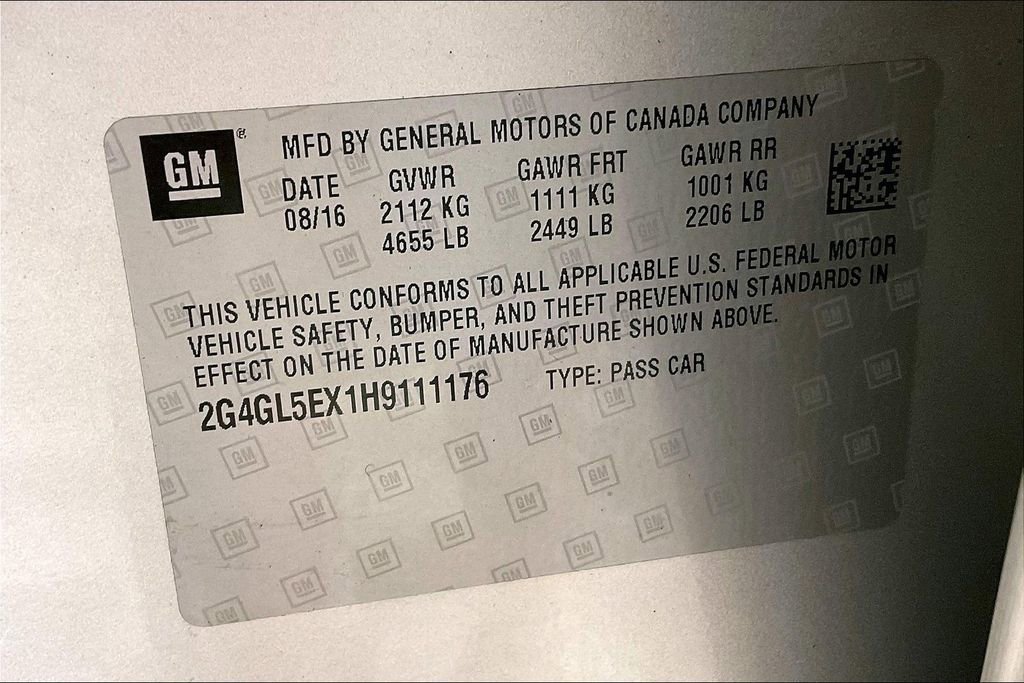 GM
MFD BY GENERAL MOTORS OF CANADA COMPANY
DATE GVWR GAWR FRT GAWR RR
08/16 2112 KG 1111 KG 1001 KG
4655 LB 2449 LB 2206 LB
THIS VEHICLE CONFORMS TO ALL APPLICABLE U.S. FEDERAL MOTOR
VEHICLE SAFETY, BUMPER, AND THEFT PREVENTION STANDARDS IN
EFFECT ON THE DATE OF MANUFACTURE SHOWN ABOVE.
2G4GL5EX1H9111176 TYPE: PASS CAR